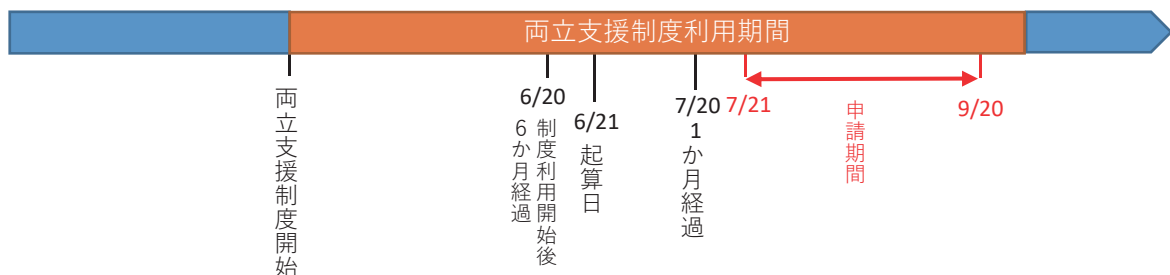 両立支援制度利用期間
両立支援制度開始
6/20
制度利用開始後
6か月経過
6/21
起算日
7/20
1か月経過
7/21
申請期間
9/20